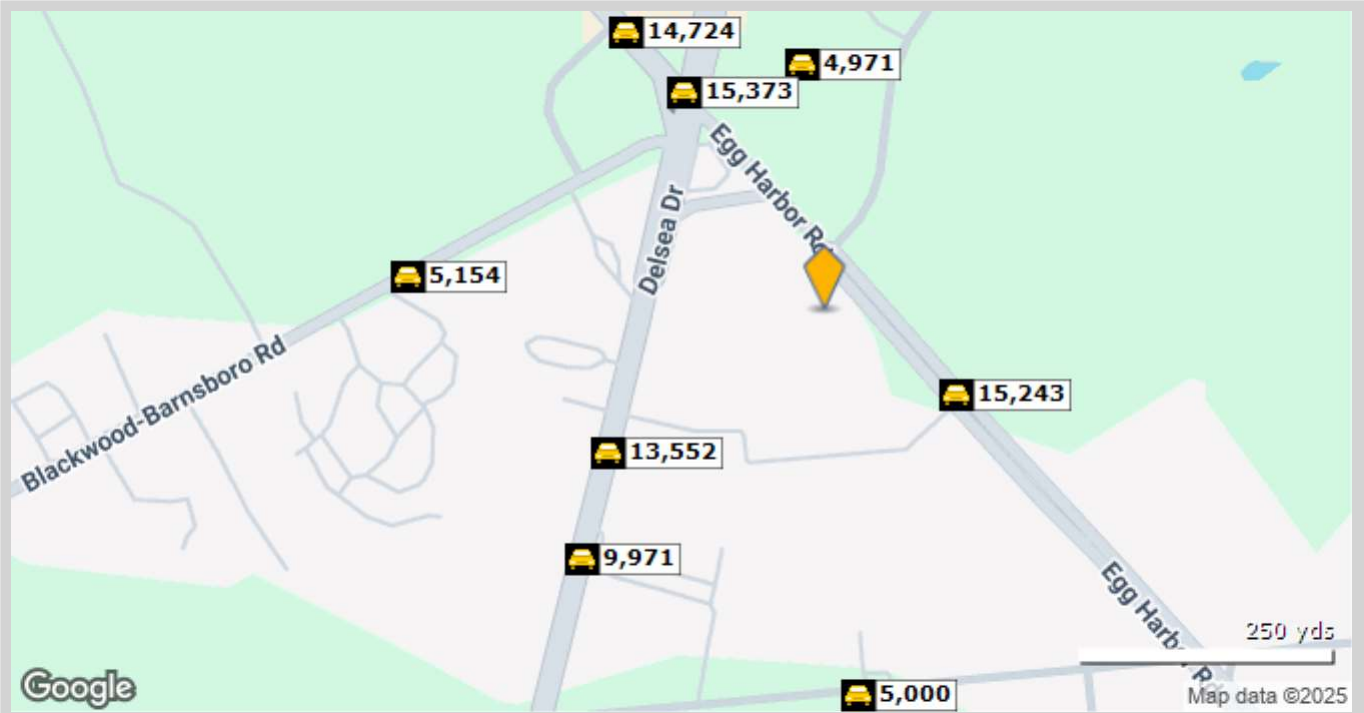 14,724
4,971
15,373
Egg Harbor Rd
Delsea Dr
5,154
Blackwood-Barnsboro Rd
15,243
13,552
9,971
Egg Harbor Rd
250 yds
5,000
Google
Map data ©2025